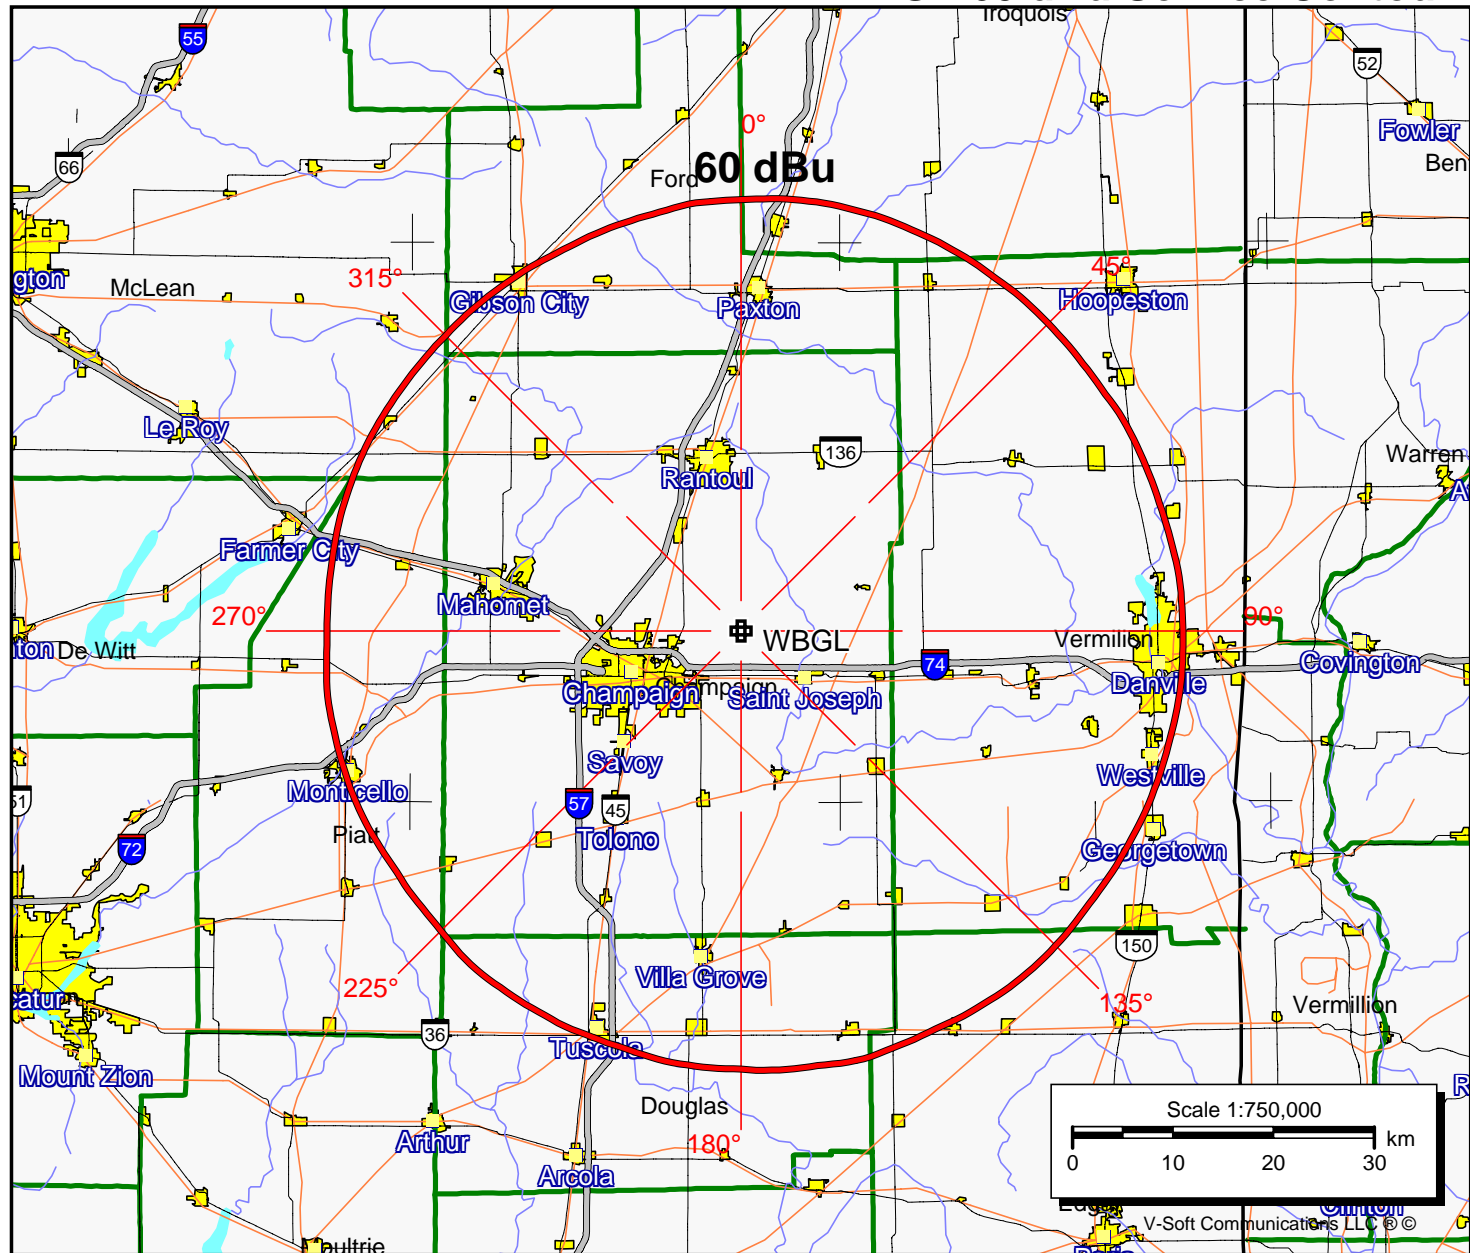 Iroquois
55
52
Fowler
Ben
66
0°
60 dBu
Ford
gton
McLean
315°
45°
Gibson City
Paxton
Hoopeston
Le Roy
136
Warren
Rantoul
Farmer City
Mahomet
270°
90°
WBGL
Vermilion
ton
De Witt
74
Covington
Champaign
Champaign
Saint Joseph
Danville
Savoy
Westville
Monticello
51
57
45
Piatt
Tolono
72
Georgetown
150
Villa Grove
225°
135°
catur
Vermillion
36
Tuscola
Mount Zion
Douglas
Scale 1:750,000
km
0 10 20 30
180°
Arthur
Arcola
Clinton
V-Soft Communications LLC ® ©
oultrie